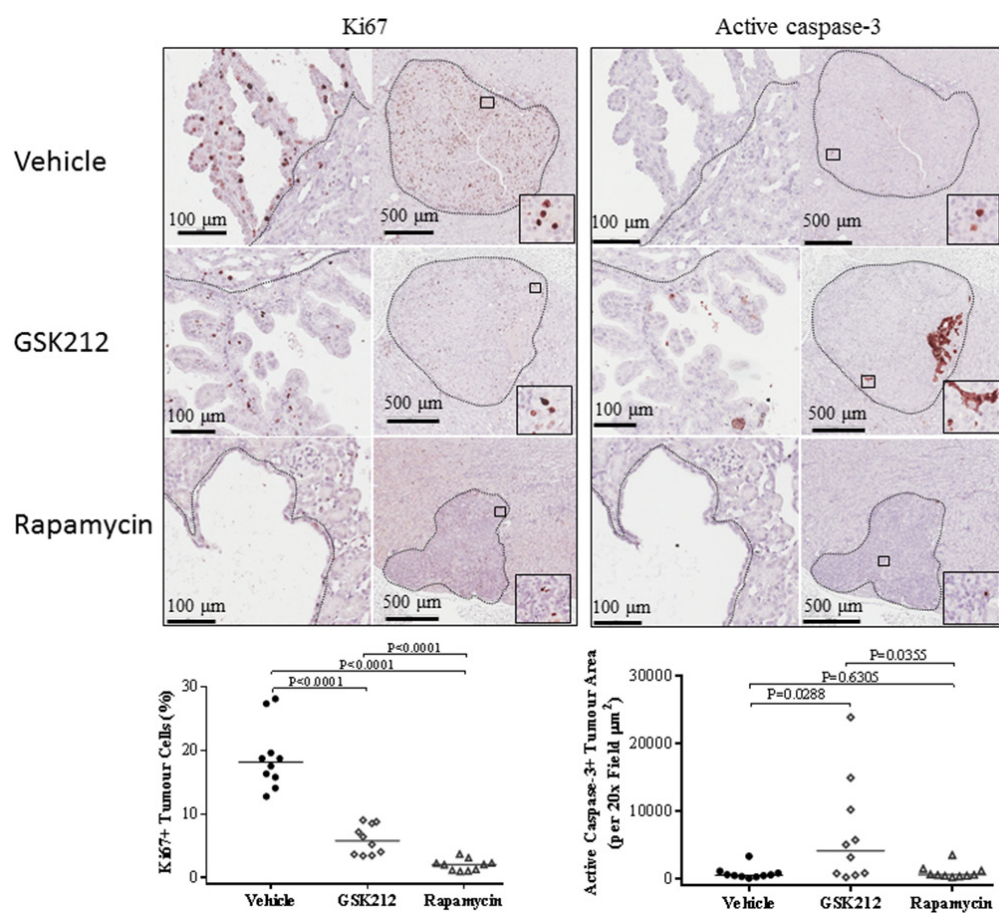 Ki67 Active caspase-3
Vehicle
100 µm 500 µm 100 µm 500 µm
GSK212
100 µm 500 µm 100 µm 500 µm
Rapamycin
100 µm 500 µm 100 µm 500 µm
P<0.0001
P<0.0001
P<0.0001
Ki67+ Tumour Cells (%)
30
20
10
0
Vehicle GSK212 Rapamycin
P=0.0355
P=0.6305
P=0.0288
Active Caspase-3+ Tumour Area
(per 20x Field µm²)
30000
20000
10000
0
Vehicle GSK212 Rapamycin